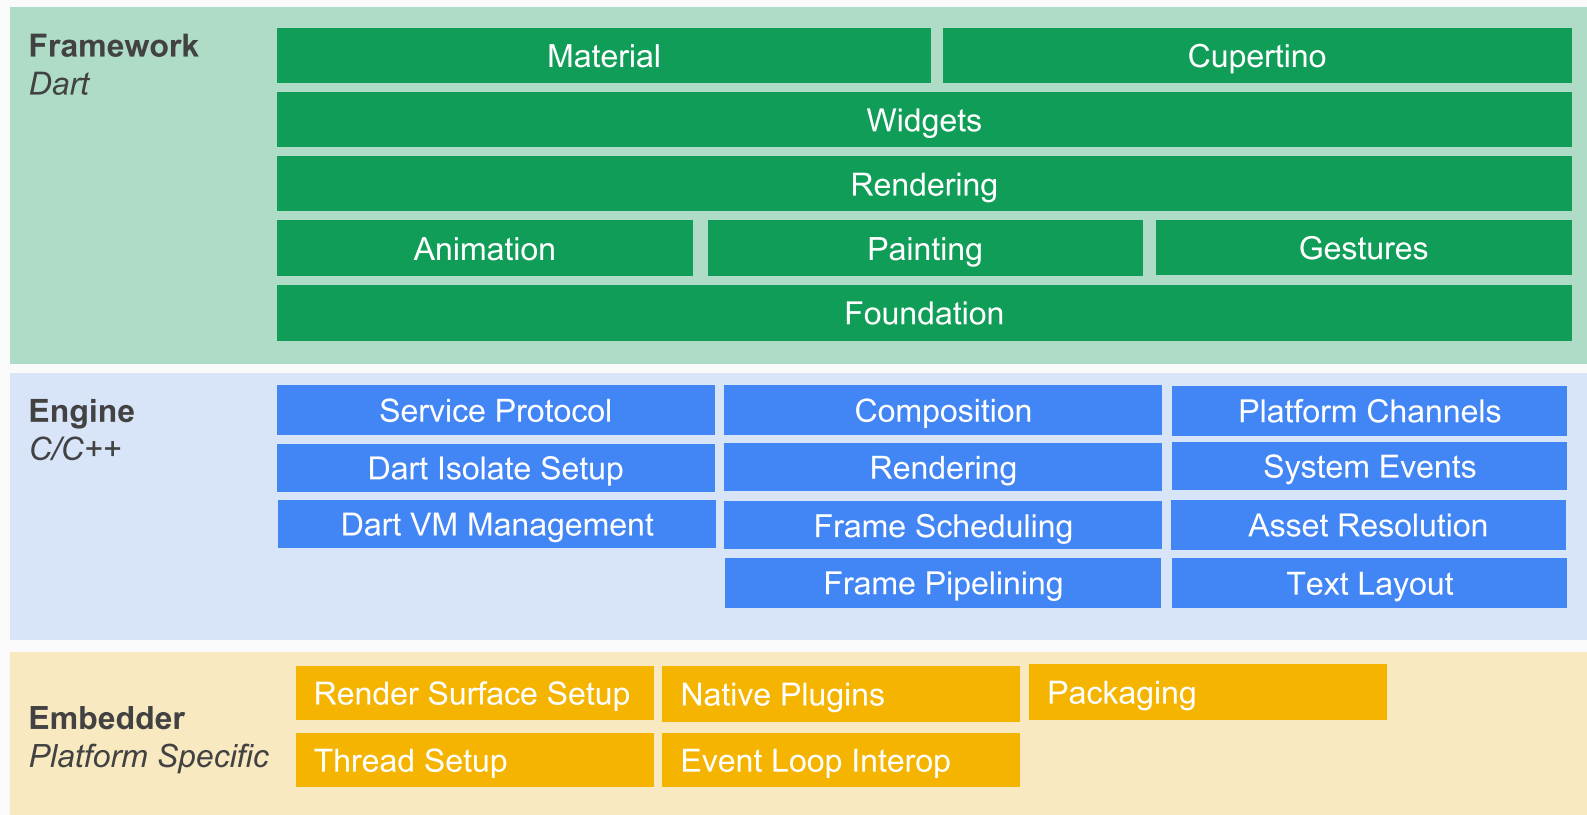 Framework
Dart
Material
Cupertino
Widgets
Rendering
Animation
Painting
Gestures
Foundation
Engine
C/C++
Service Protocol
Composition
Platform Channels
Dart Isolate Setup
Rendering
System Events
Dart VM Management
Frame Scheduling
Asset Resolution
Frame Pipelining
Text Layout
Embedder
Platform Specific
Render Surface Setup
Native Plugins
Packaging
Thread Setup
Event Loop Interop